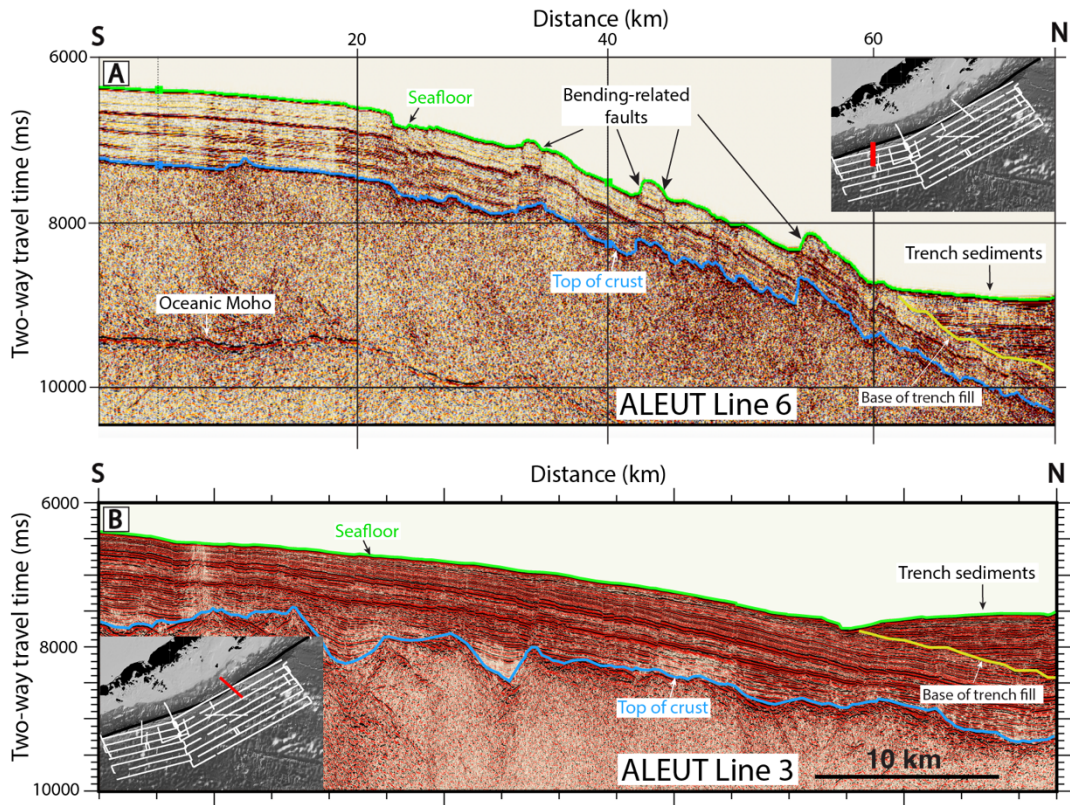 Distance (km)
S
20
40
60
N
6000
A
Seafloor
Bending-related
faults
8000
Trench sediments
Top of crust
Oceanic Moho
Two-way travel time (ms)
10000
Base of trench fill
ALEUT Line 6
Distance (km)
S
N
6000
B
Seafloor
Trench sediments
8000
Two-way travel time (ms)
Base of trench fill
Top of crust
10 km
ALEUT Line 3
10000